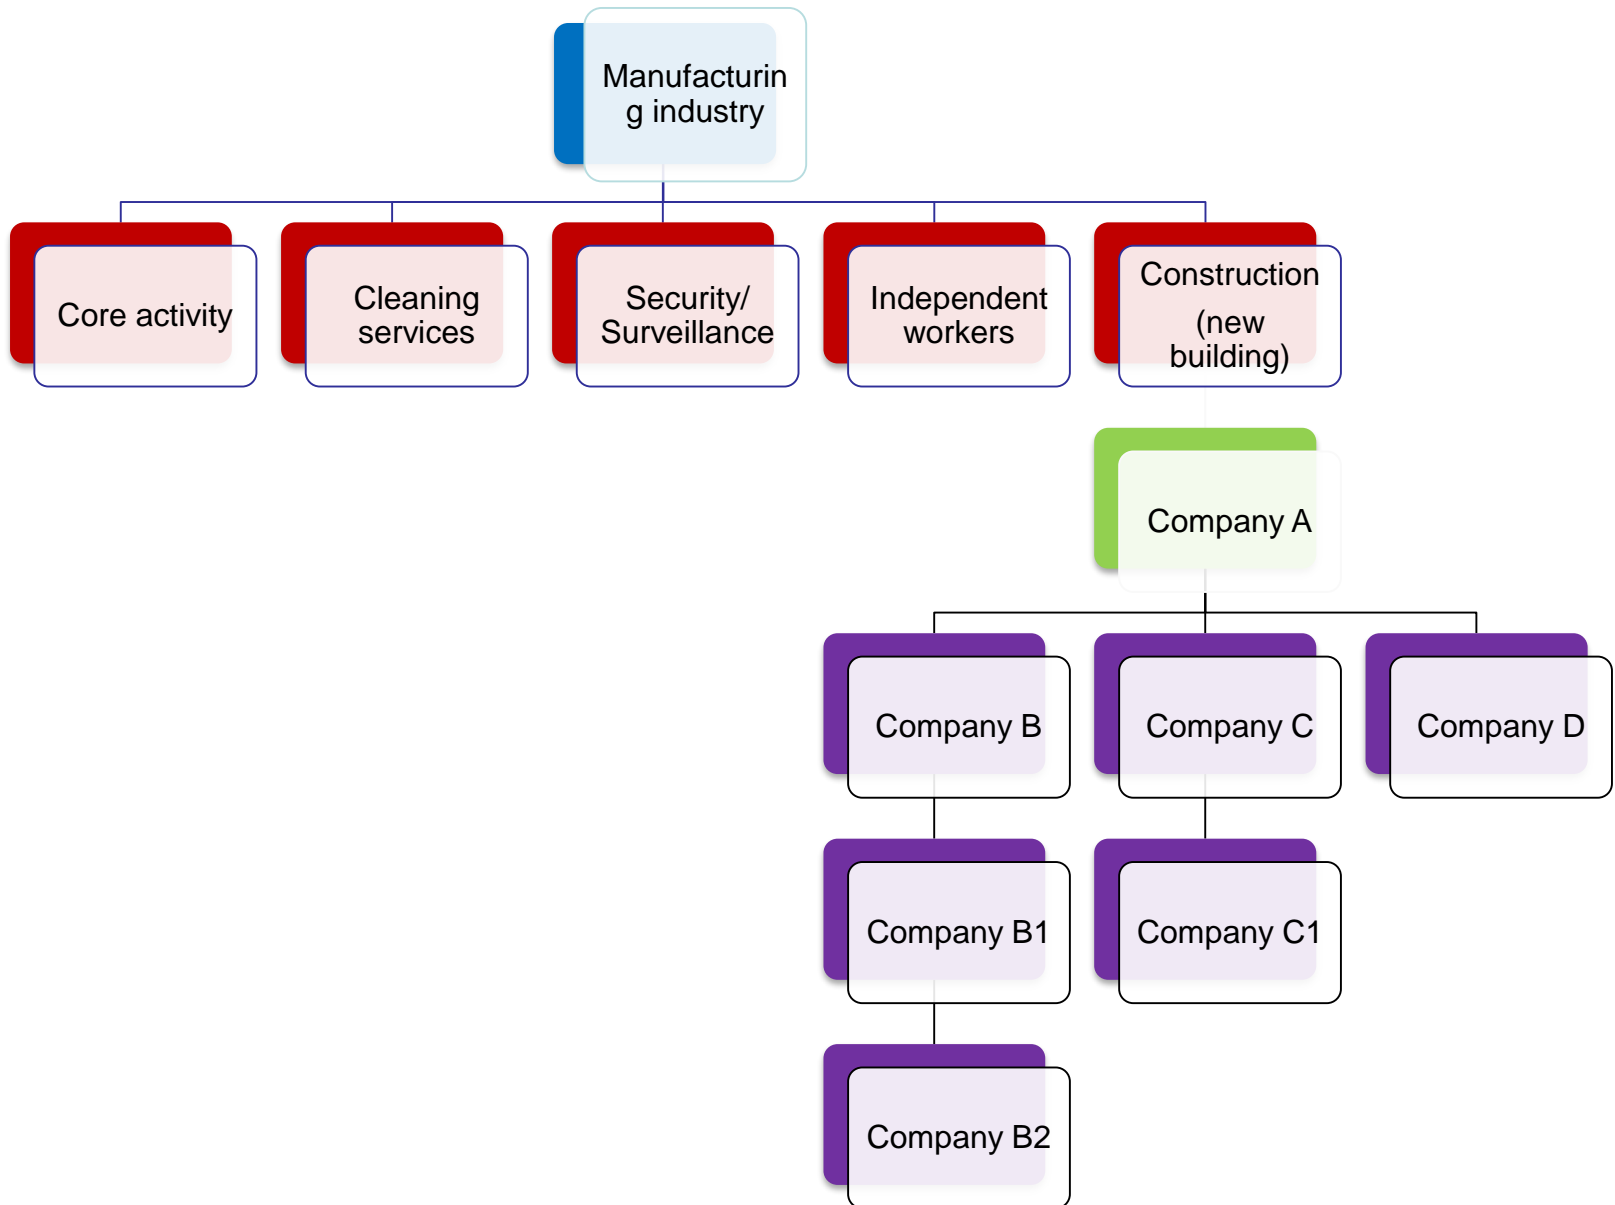 Manufacturin
g industry
Core activity
Cleaning
services
Security/
Surveillance
Independent
workers
Construction
(new
building)
Company A
Company B
Company C
Company D
Company B1
Company C1
Company B2